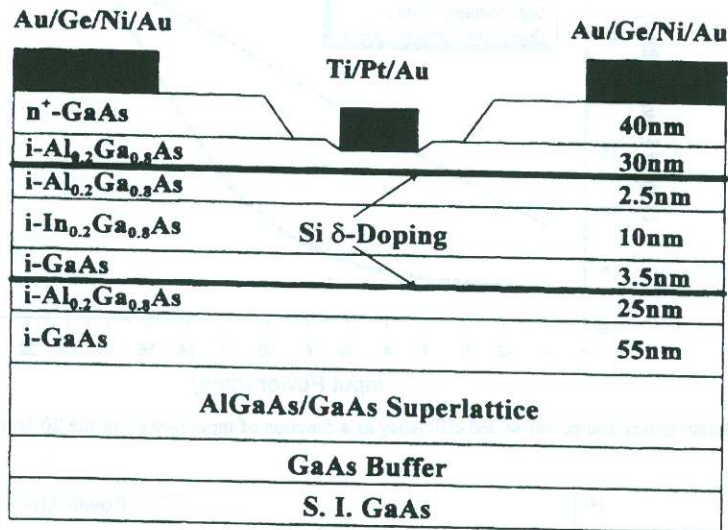 Au/Ge/Ni/Au Au/Ge/Ni/Au
Ti/Pt/Au
n⁺-GaAs 40nm
i-Al₀.₂Ga₀.₈As 30nm
i-Al₀.₂Ga₀.₈As 2.5nm
i-In₀.₂Ga₀.₈As 10nm
Si δ-Doping
i-GaAs 3.5nm
i-Al₀.₂Ga₀.₈As 25nm
i-GaAs 55nm
AlGaAs/GaAs Superlattice
GaAs Buffer
S. I. GaAs